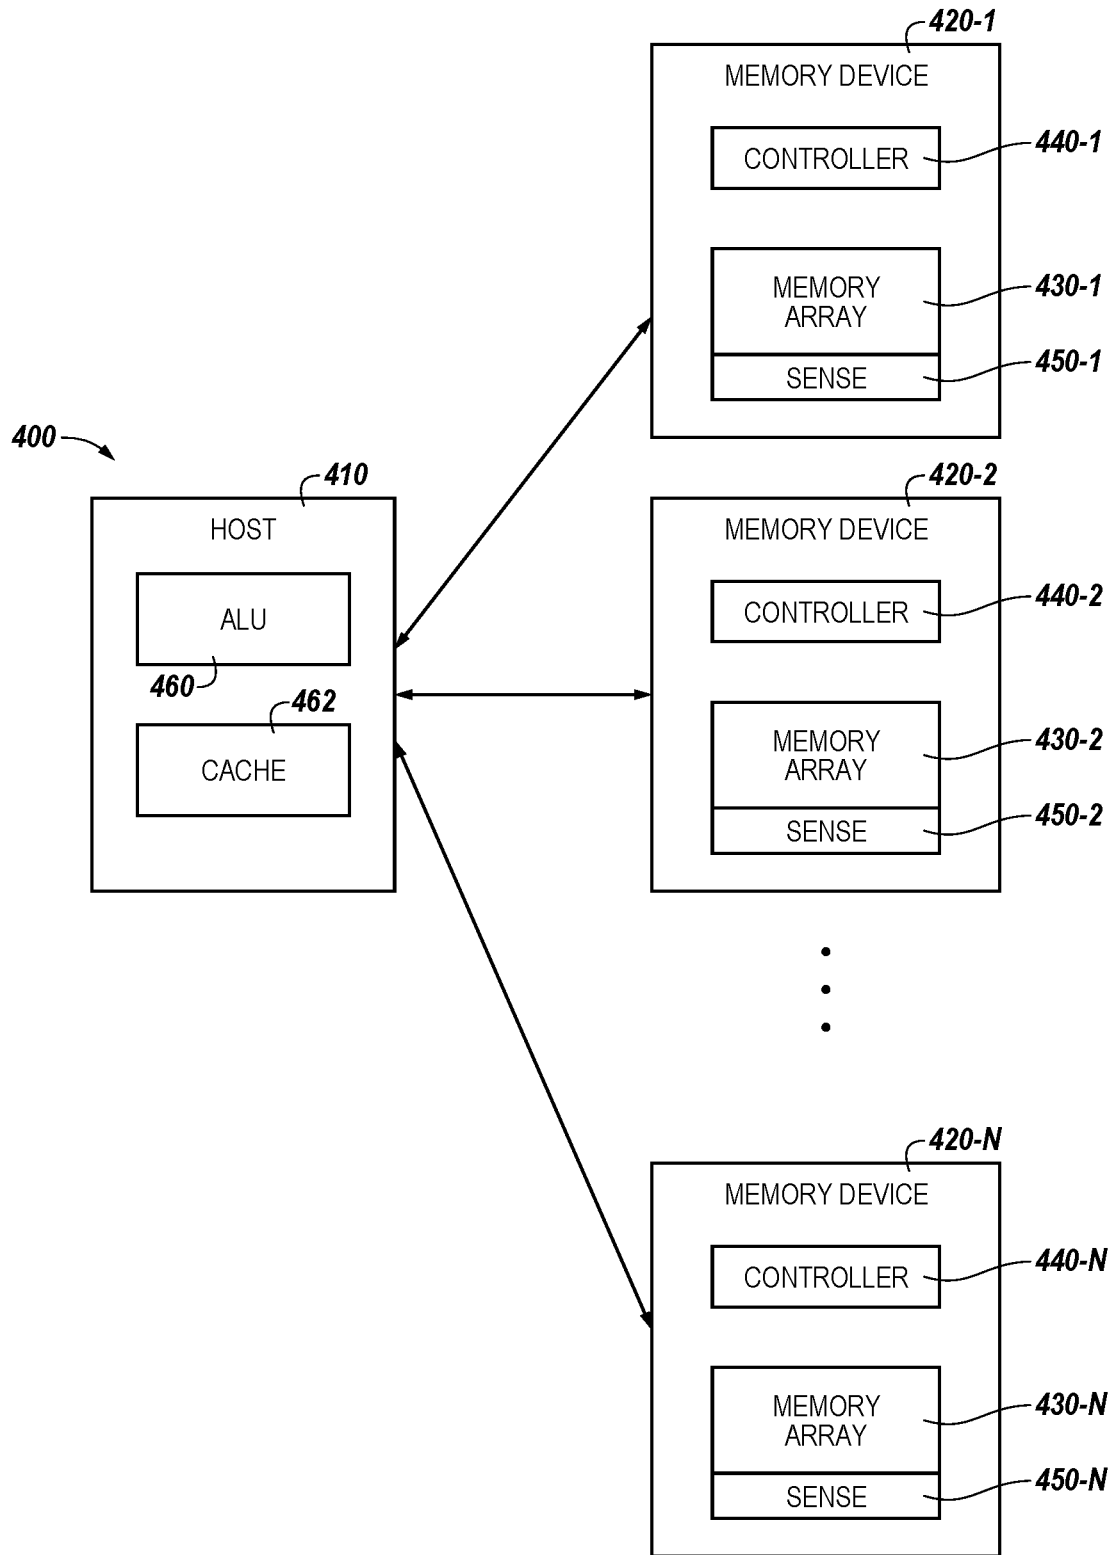 420-1
MEMORY DEVICE
CONTROLLER
440-1
MEMORY
ARRAY
430-1
SENSE
450-1
400
410
HOST
ALU
460
462
CACHE
420-2
MEMORY DEVICE
CONTROLLER
440-2
MEMORY
ARRAY
430-2
SENSE
450-2
420-N
MEMORY DEVICE
CONTROLLER
440-N
MEMORY
ARRAY
430-N
SENSE
450-N